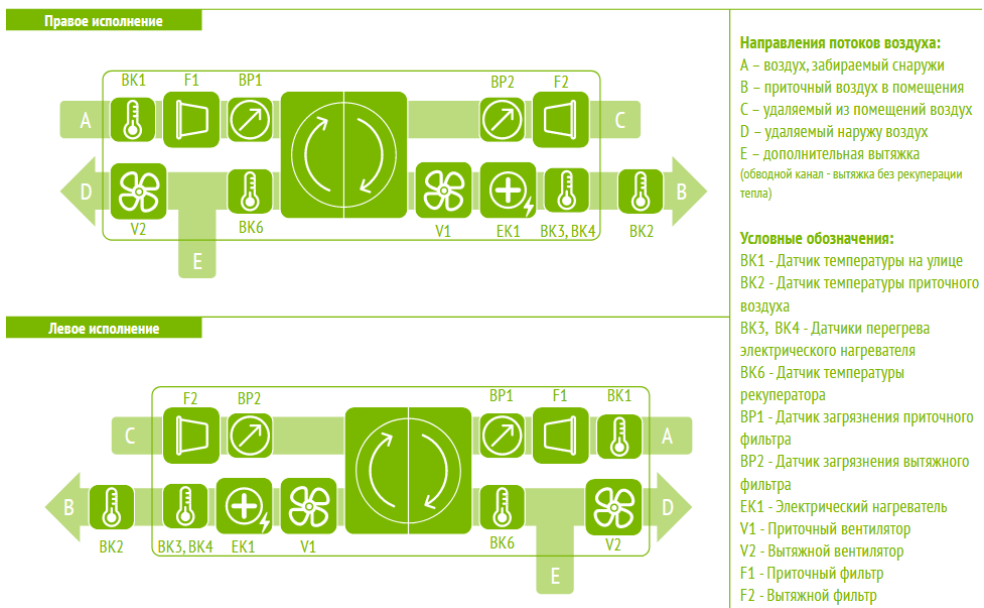 Правое исполнение
BK1 F1 BP1 BP2 F2
A C
D B
V2 BK6 V1 EK1 BK3, BK4 BK2
E
Левое исполнение
F2 BP2 BP1 F1 BK1
C A
B D
BK2 BK3, BK4 EK1 V1 BK6 V2
E
Направления потоков воздуха:
A – воздух, забираемый снаружи
B – приточный воздух в помещения
C – удаляемый из помещений воздух
D – удаляемый наружу воздух
E – дополнительная вытяжка
(обводной канал - вытяжка без рекуперации
тепла)
Условные обозначения:
BK1 - Датчик температуры на улице
BK2 - Датчик температуры приточного
воздуха
BK3, BK4 - Датчики перегрева
электрического нагревателя
BK6 - Датчик температуры
рекуператора
BP1 - Датчик загрязнения приточного
фильтра
BP2 - Датчик загрязнения вытяжного
фильтра
EK1 - Электрический нагреватель
V1 - Приточный вентилятор
V2 - Вытяжной вентилятор
F1 - Приточный фильтр
F2 - Вытяжной фильтр